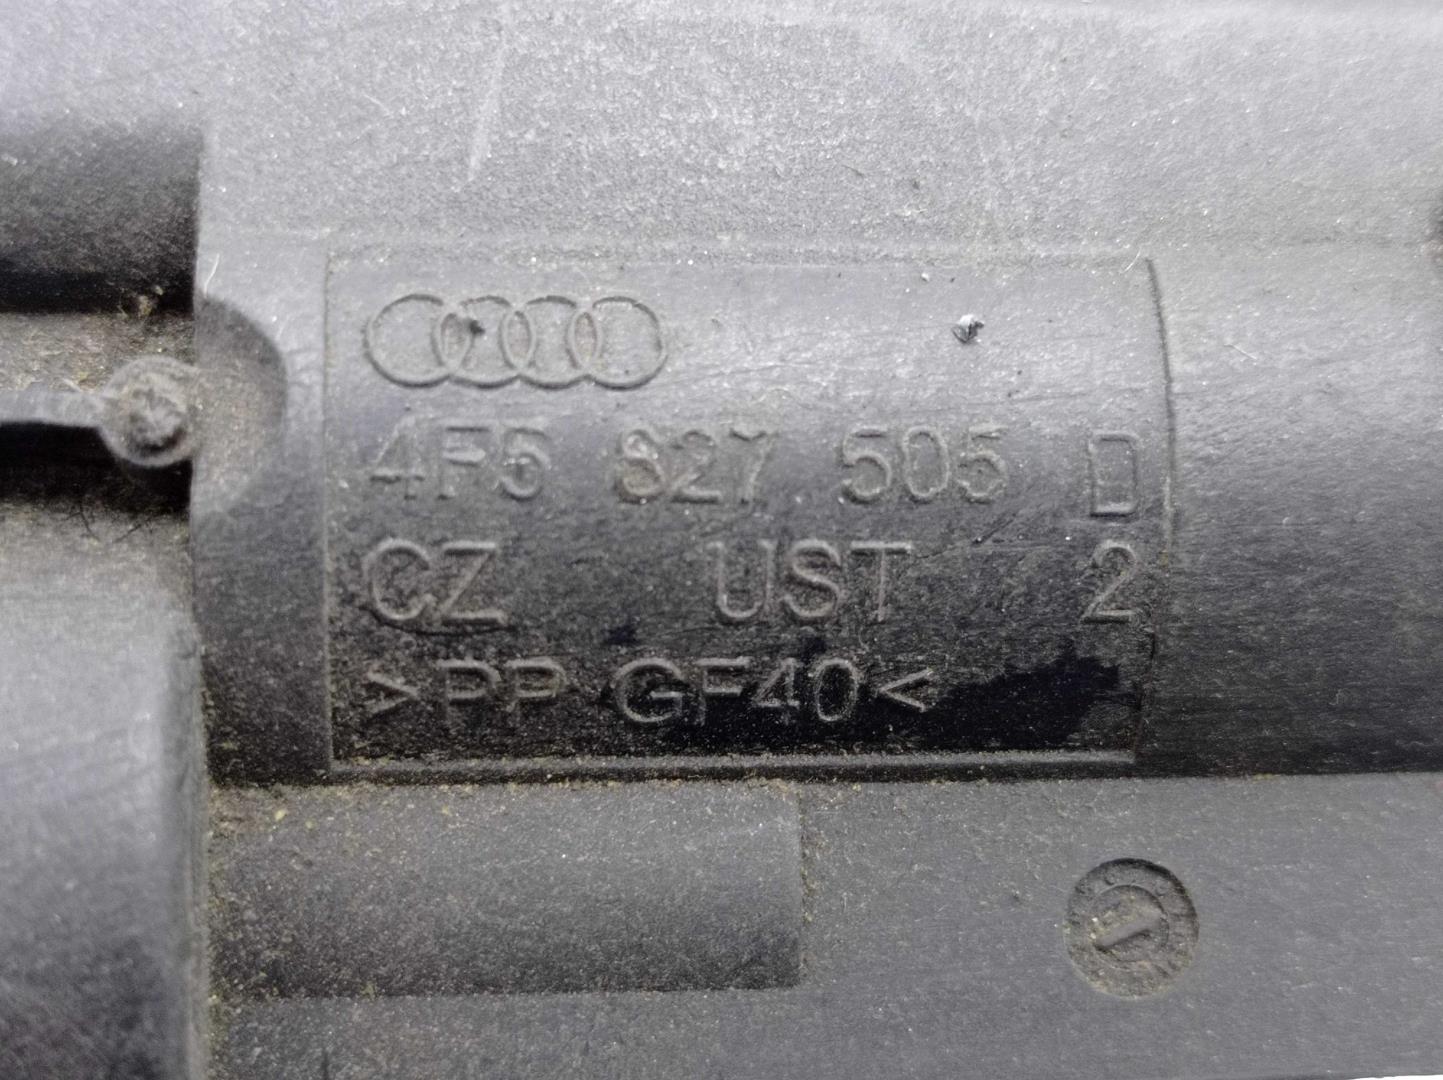 4F5 827 505 D
CZ UST 2
>PP GF40<